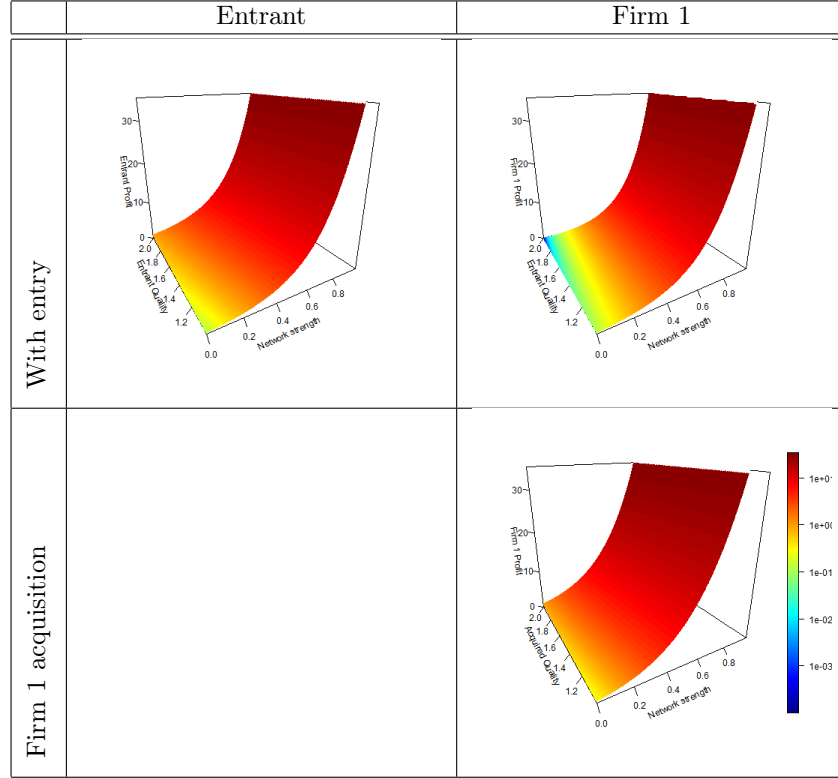 Entrant
Firm 1
With entry
30
20
10
0
Entrant Profit
2.0
1.8
1.6
1.4
1.2
Entrant Quality
0.0
0.2
0.4
0.6
0.8
Network strength
30
20
10
0
Firm 1 Profit
2.0
1.8
1.6
1.4
1.2
Entrant Quality
0.0
0.2
0.4
0.6
0.8
Network strength
Firm 1 acquisition
30
20
10
0
Firm 1 Profit
2.0
1.8
1.6
1.4
1.2
Acquired Quality
0.0
0.2
0.4
0.6
0.8
Network strength
1e+0
1e+00
1e-01
1e-02
1e-03